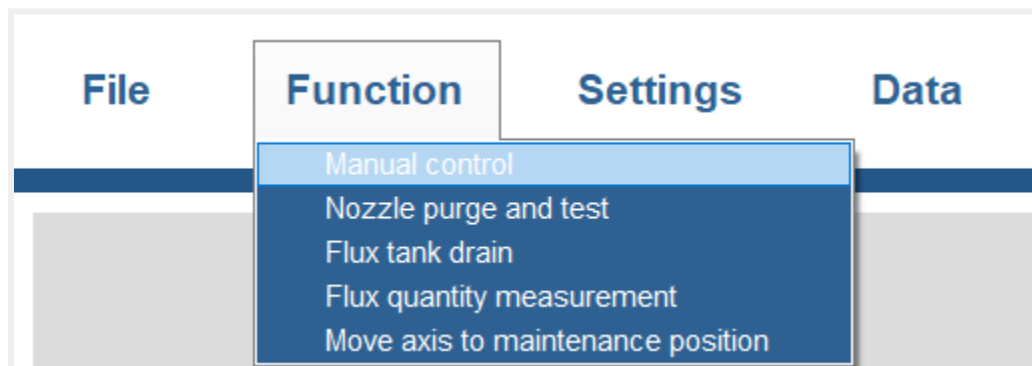 File Function Settings Data
Manual control
Nozzle purge and test
Flux tank drain
Flux quantity measurement
Move axis to maintenance position